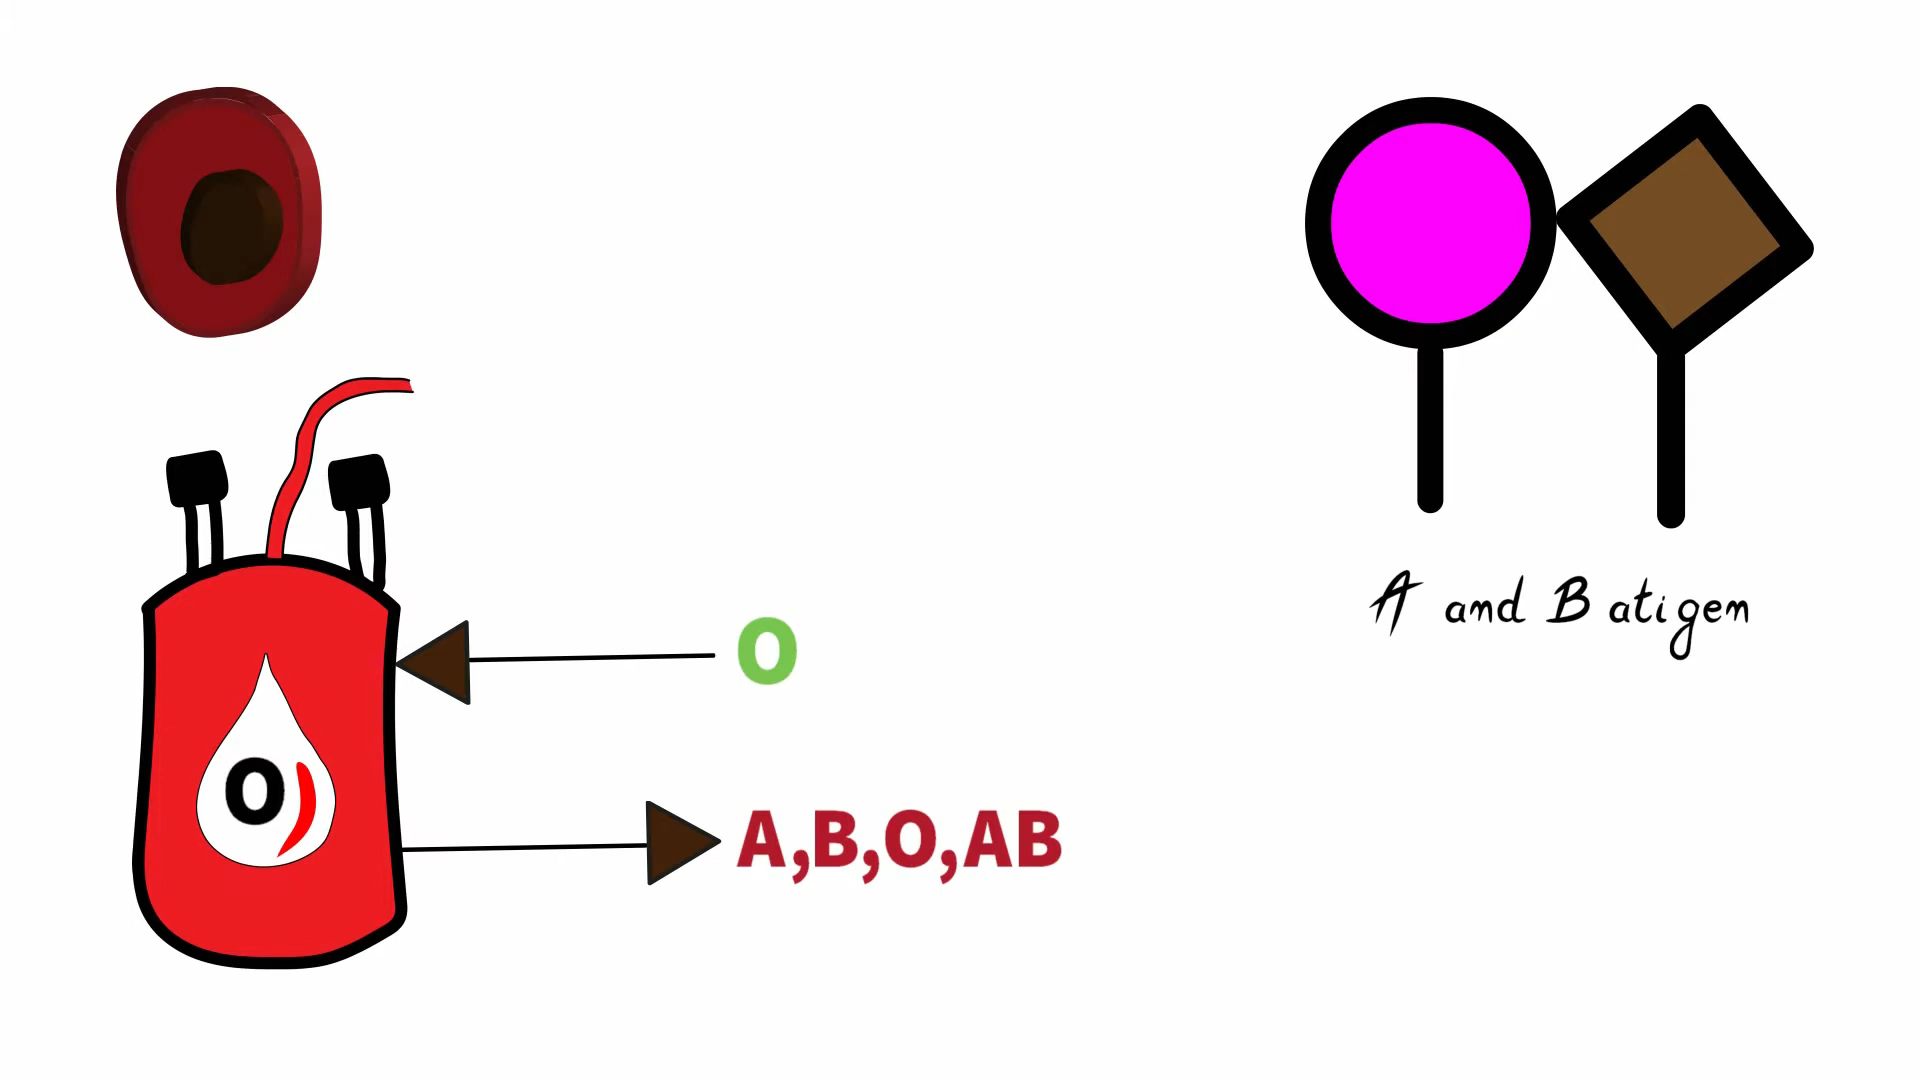 A and B atigen
O
O
A,B,O,AB